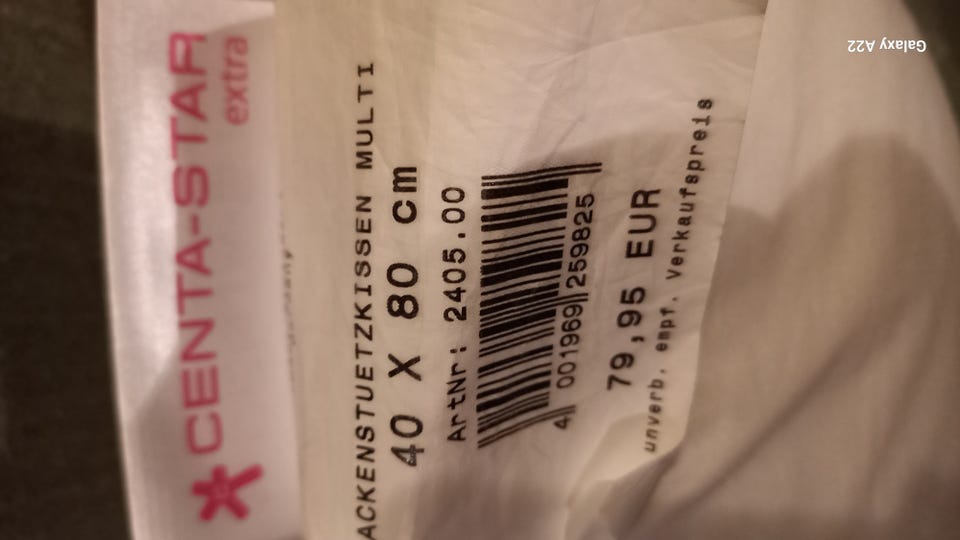 CENTA-STAR
extra
ACKENSTUETZKISSEN MULTI
40 X 80 cm
ArtNr: 2405.00
4 001969 259825
79,95 EUR
unverb. empf. Verkaufspreis
Galaxy A22